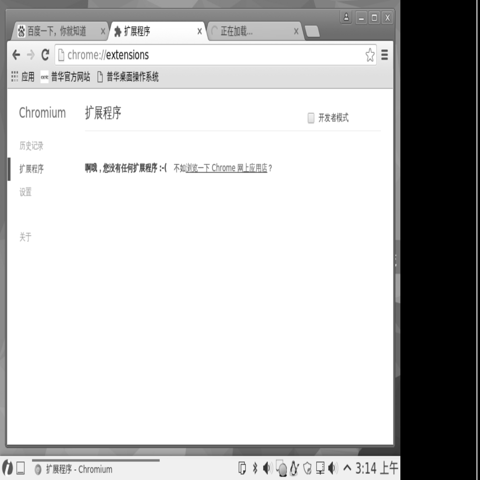 百度一下，你就知道
扩展程序
正在加载...
chrome://extensions
应用 普华官方网站 普华桌面操作系统
Chromium
扩展程序
开发者模式
历史记录
扩展程序
啊哦，您没有任何扩展程序 :-( 不如浏览一下 Chrome 网上应用店？
设置
关于
扩展程序 - Chromium
3:14 上午